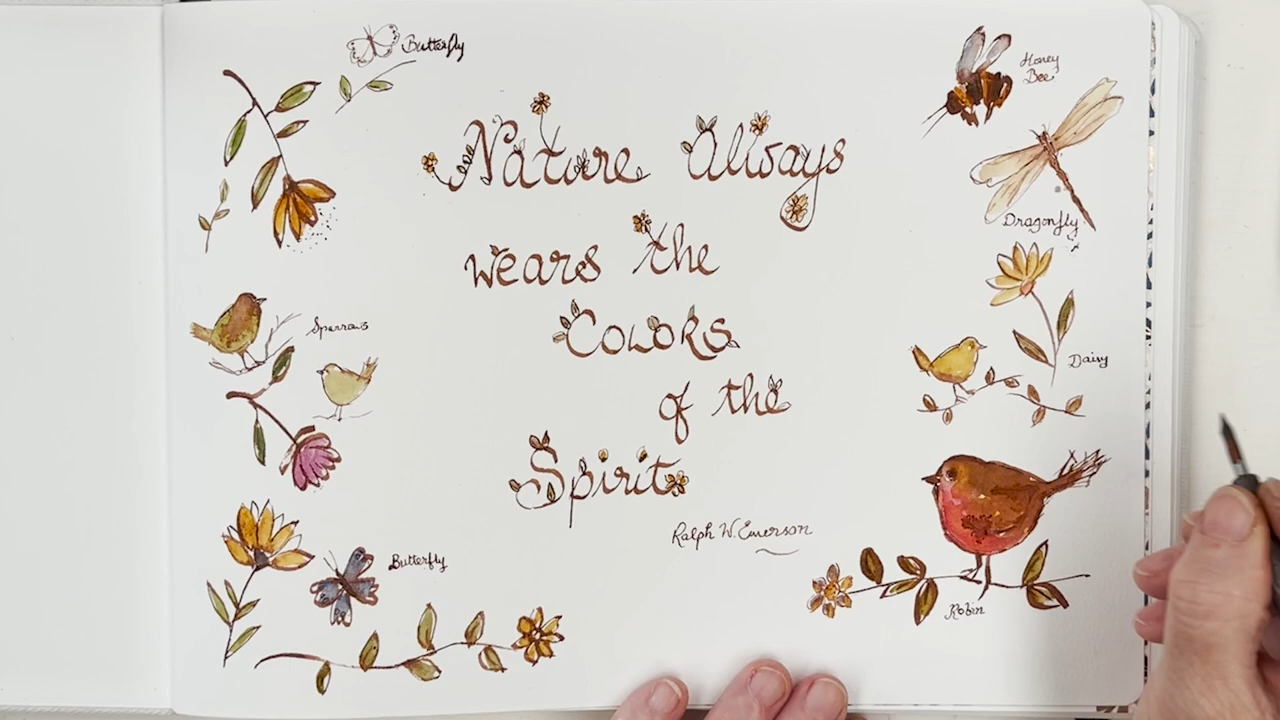 Butterfly
Honey
Bee
Nature Always
Dragonfly
wears the
Sparrows
Colors
Daisy
of the
Spirit
Ralph W. Emerson
Butterfly
Robin